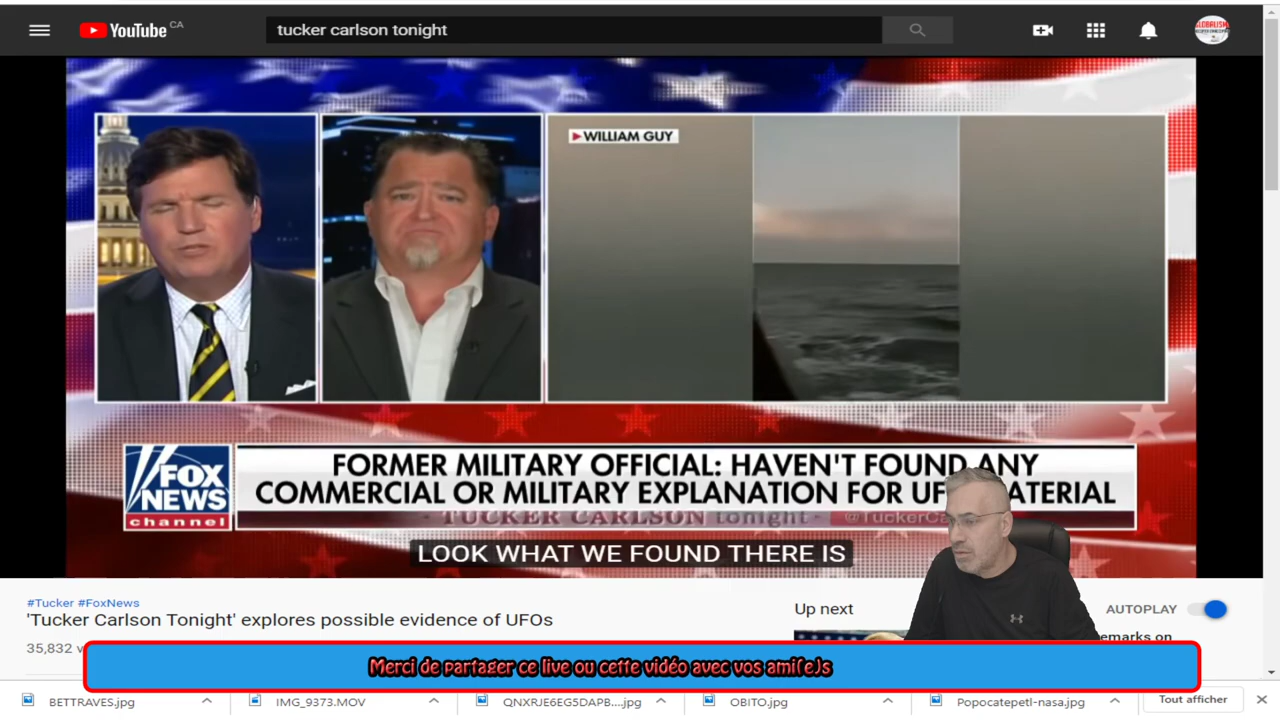 YouTube CA
tucker carlson tonight
WILLIAM GUY
FORMER MILITARY OFFICIAL: HAVEN'T FOUND ANY
COMMERCIAL OR MILITARY EXPLANATION FOR
FOX
NEWS
channel
- TUCKER CARLSON tonight -
LOOK WHAT WE FOUND THERE IS
#Tucker #FoxNews
'Tucker Carlson Tonight' explores possible evidence of UFOs
35,832
Up next
AUTOPLAY
on
Merci de partager ce live ou cette vidéo avec vos ami(e)s
BETTRAVES.jpg
IMG_9373.MOV
QNXRJE6EG5DAPB....jpg
OBITO.jpg
Popocatepetl-nasa.jpg
Tout afficher